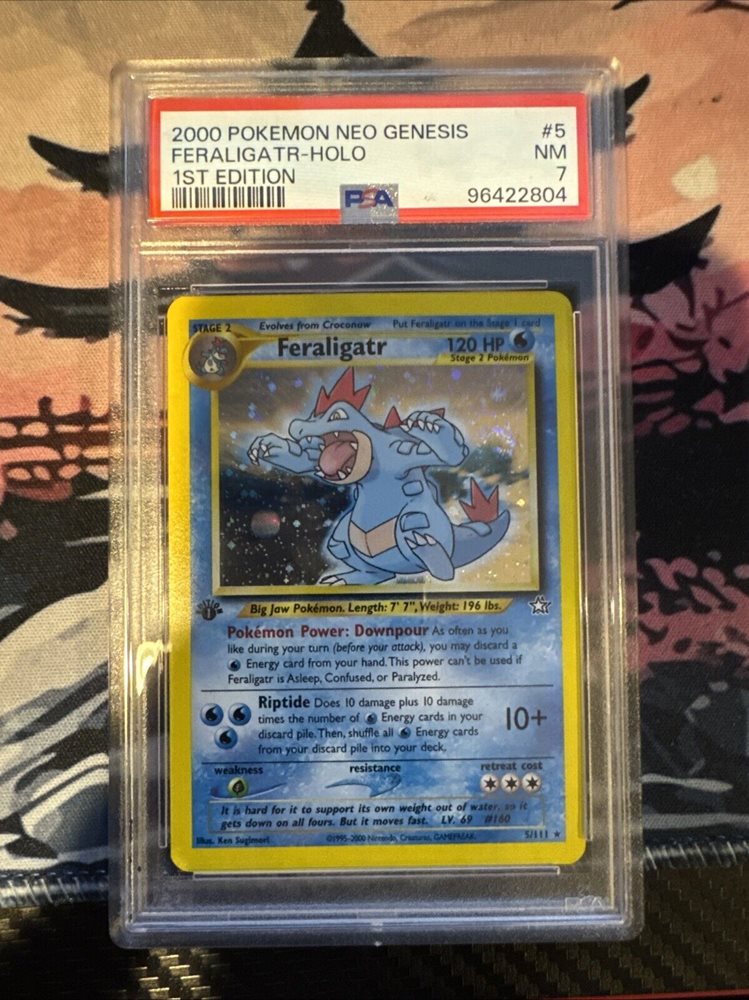 2000 POKEMON NEO GENESIS #5
FERALIGATR-HOLO NM
1ST EDITION 7
PSA 96422804
STAGE 2 Evolves from Croconaw Put Feraligatr on the Stage 1 card
Feraligatr 120 HP
Stage 2 Pokémon
EDITION
1
Big Jaw Pokémon. Length: 7' 7", Weight: 196 lbs.
Pokémon Power: Downpour As often as you
like during your turn (before your attack), you may discard a
Energy card from your hand. This power can't be used if
Feraligatr is Asleep, Confused, or Paralyzed.
Riptide Does 10 damage plus 10 damage
times the number of Energy cards in your
discard pile. Then, shuffle all Energy cards
from your discard pile into your deck.
10+
weakness resistance retreat cost
It is hard for it to support its own weight out of water, so it
gets down on all fours. But it moves fast. LV. 69 #160
Illus. Ken Sugimori ©1995-2000 Nintendo, Creatures, GAMEFREAK. 5/111 ★